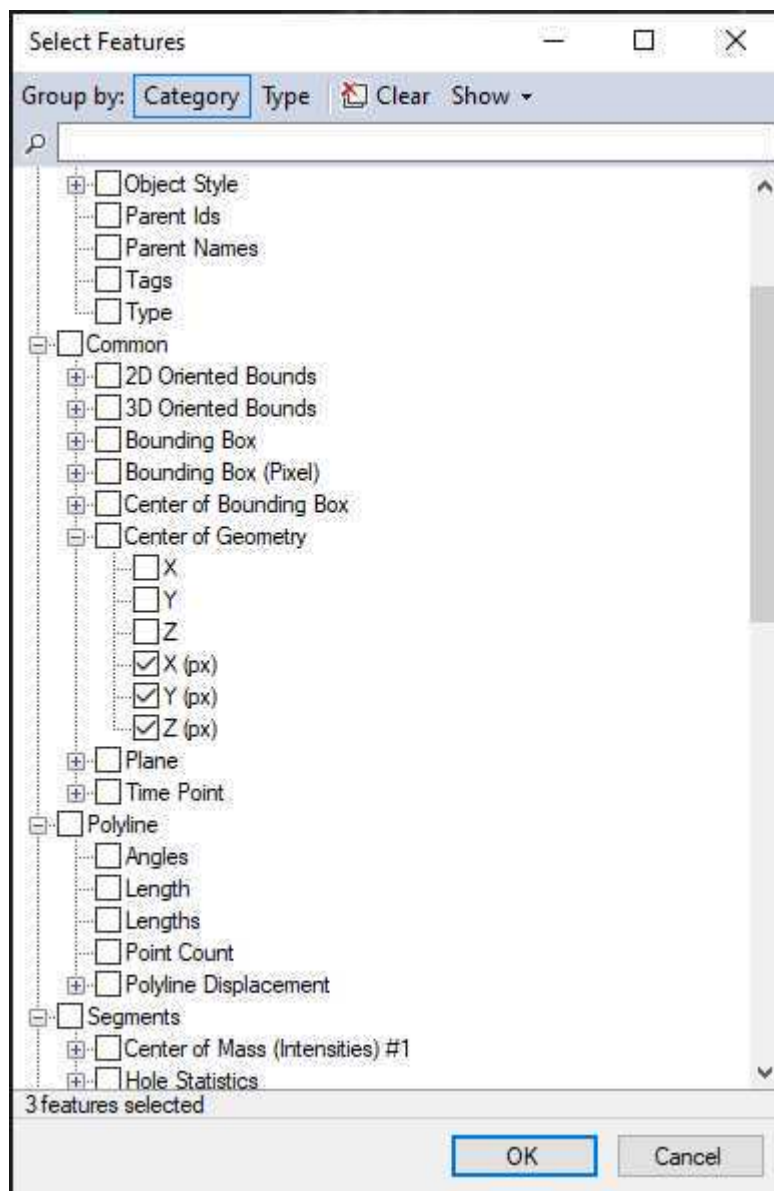 Select Features
Group by: Category Type Clear Show
Object Style
Parent Ids
Parent Names
Tags
Type
Common
2D Oriented Bounds
3D Oriented Bounds
Bounding Box
Bounding Box (Pixel)
Center of Bounding Box
Center of Geometry
X
Y
Z
X (px)
Y (px)
Z (px)
Plane
Time Point
Polyline
Angles
Length
Lengths
Point Count
Polyline Displacement
Segments
Center of Mass (Intensities) #1
Hole Statistics
3 features selected
OK Cancel